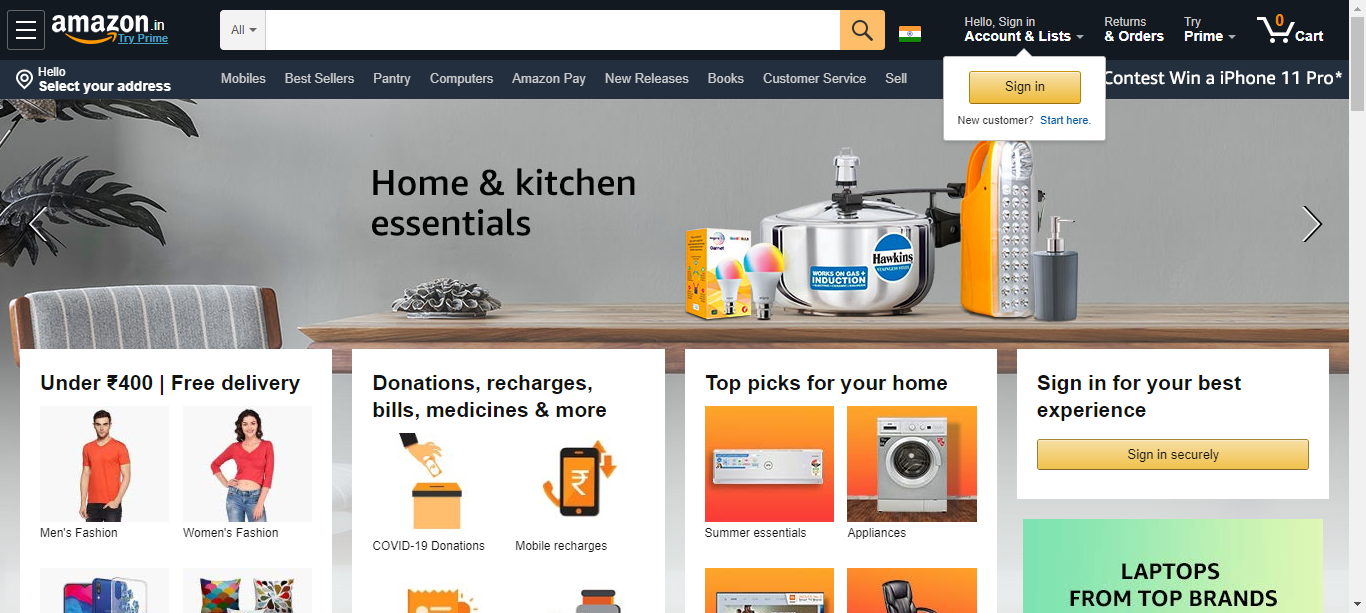 amazon.in
Try Prime
All
Hello, Sign in
Account & Lists
Returns
& Orders
Try
Prime
0
Cart
Hello
Select your address
Mobiles
Best Sellers
Pantry
Computers
Amazon Pay
New Releases
Books
Customer Service
Sell
Contest Win a iPhone 11 Pro*
Sign in
New customer? Start here.
Home & kitchen
essentials
Hawkins
STAINLESS STEEL
WORKS ON GAS +
INDUCTION
Under ₹400 | Free delivery
Men's Fashion
Women's Fashion
Donations, recharges,
bills, medicines & more
₹
COVID-19 Donations
Mobile recharges
Top picks for your home
Summer essentials
Appliances
Sign in for your best
experience
Sign in securely
LAPTOPS
FROM TOP BRANDS